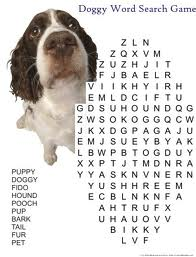 Doggy Word Search Game
Z L N
Z Q X V M
Z U Z H J I T
F J B A E L R
I V I Y H H R V
E M L D C I F T U
G D S U H O U N D Q G
Z W S O K O G G Q C W
J K X D G P A G A J U
E M J S U E Y B Y A K
L B W P B T O G D U Y
X X P T J T M D N R A
Y A Y Y S Y V V E R N
PUPPY
DOGGY
FIDO
HOUND
POOCH
PUP
BARK
TAIL
FUR
PET
Y U S H H R E E M
E C B L N K N F A
A H T R U F X
U H A U O V V
B I K K Y
L V F